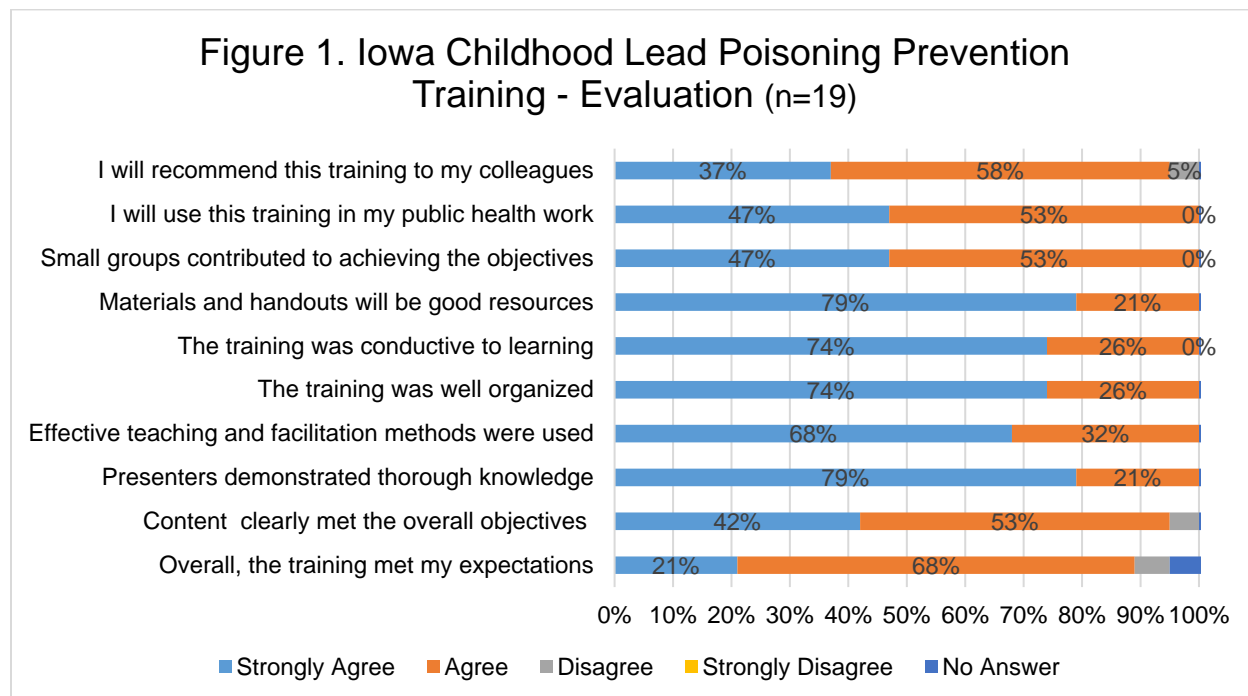 Figure 1. Iowa Childhood Lead Poisoning Prevention
Training - Evaluation (n=19)
I will recommend this training to my colleagues 37% 58% 5%
I will use this training in my public health work 47% 53% 0%
Small groups contributed to achieving the objectives 47% 53% 0%
Materials and handouts will be good resources 79% 21%
The training was conductive to learning 74% 26% 0%
The training was well organized 74% 26%
Effective teaching and facilitation methods were used 68% 32%
Presenters demonstrated thorough knowledge 79% 21%
Content clearly met the overall objectives 42% 53%
Overall, the training met my expectations 21% 68%
0% 10% 20% 30% 40% 50% 60% 70% 80% 90% 100%
Strongly Agree Agree Disagree Strongly Disagree No Answer